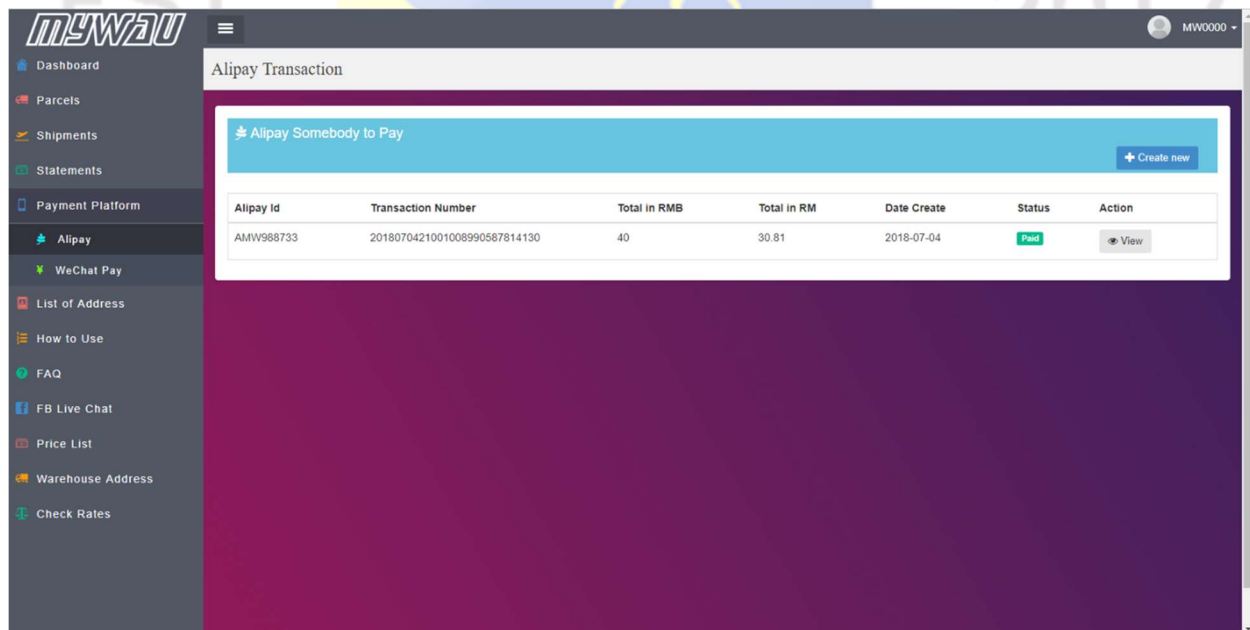 MYWAU
MW0000
Dashboard
Parcels
Shipments
Statements
Payment Platform
Alipay
WeChat Pay
List of Address
How to Use
FAQ
FB Live Chat
Price List
Warehouse Address
Check Rates
Alipay Transaction
Alipay Somebody to Pay
Create new
Alipay Id Transaction Number Total in RMB Total in RM Date Create Status Action
AMW988733 2018070421001008990587814130 40 30.81 2018-07-04 Paid View